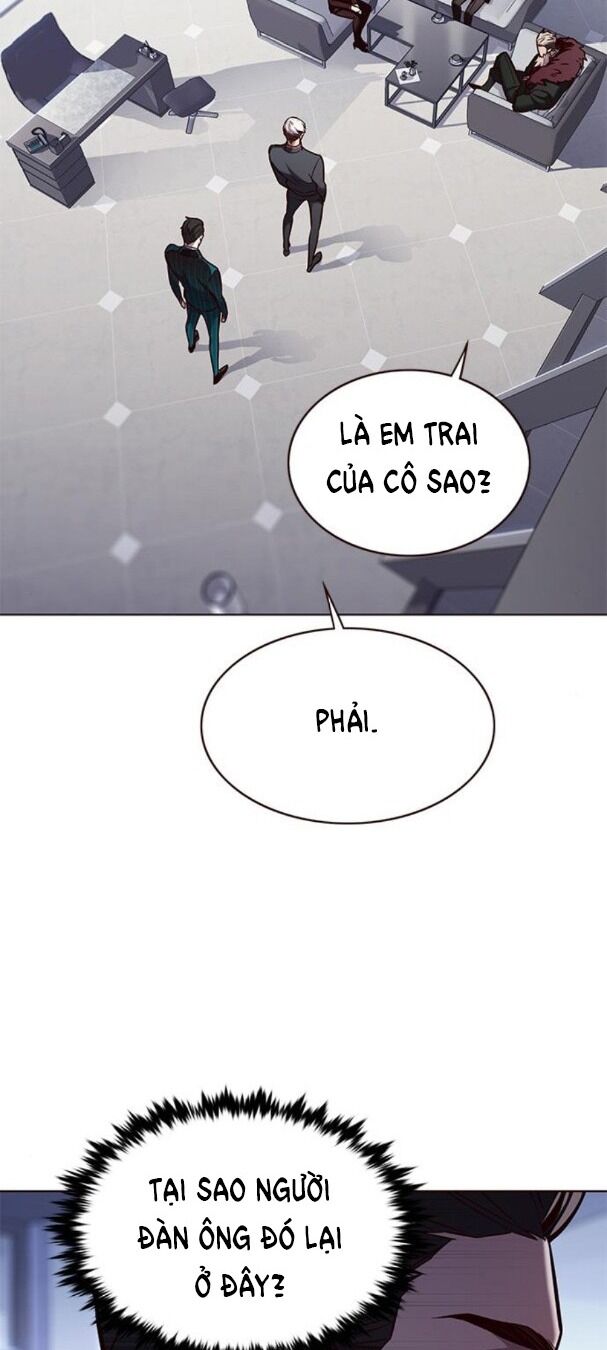 LÀ EM TRAI
CỦA CÔ SAO?
PHẢI.
TẠI SAO NGƯỜI
ĐÀN ÔNG ĐÓ LẠI
Ở ĐÂY?